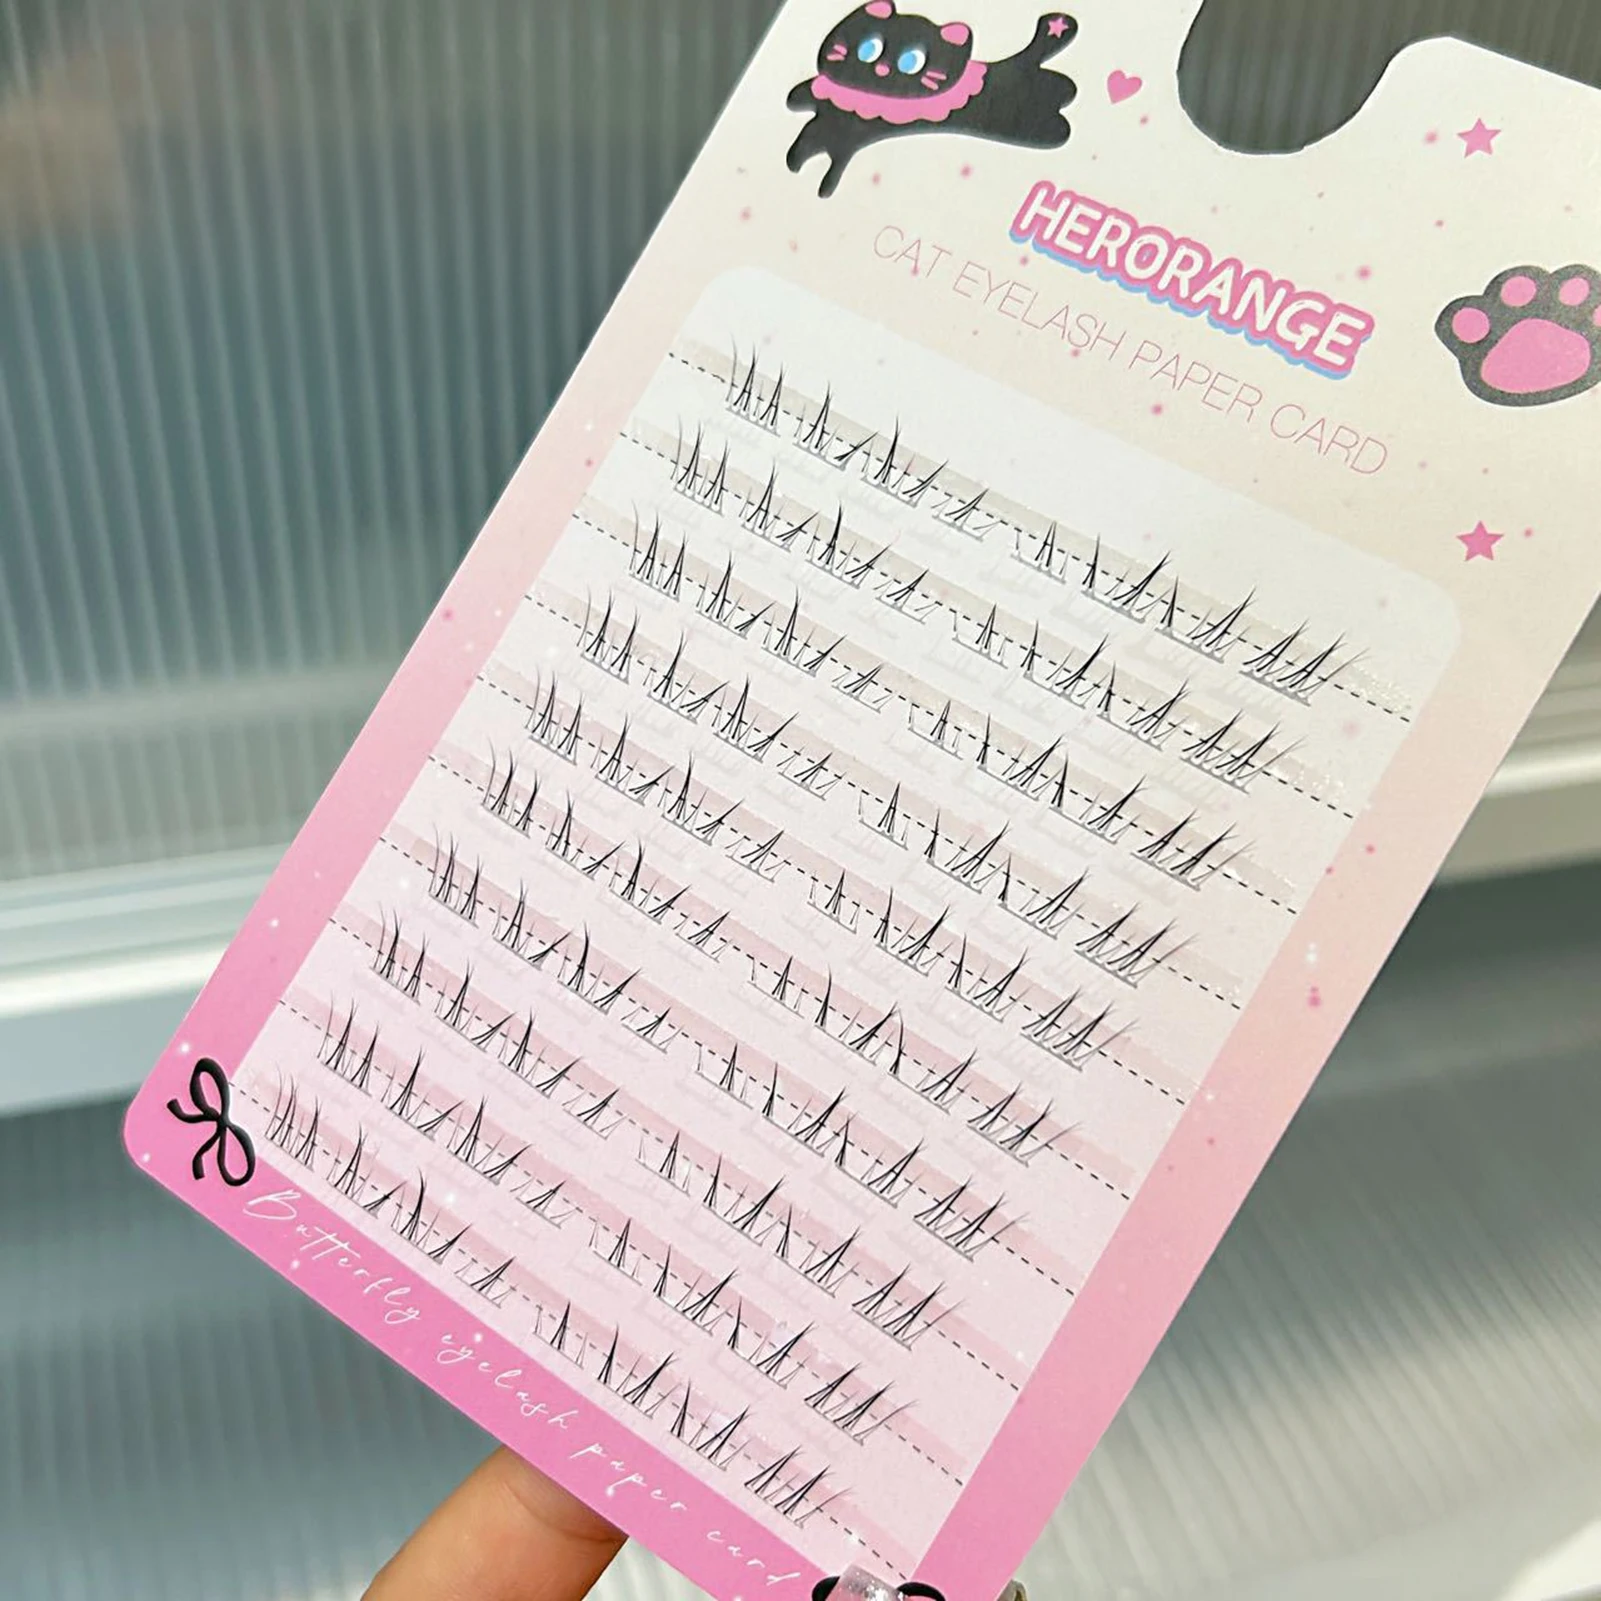 HERORANGE
CAT EYELASH PAPER CARD
Butterfly eyelash paper card